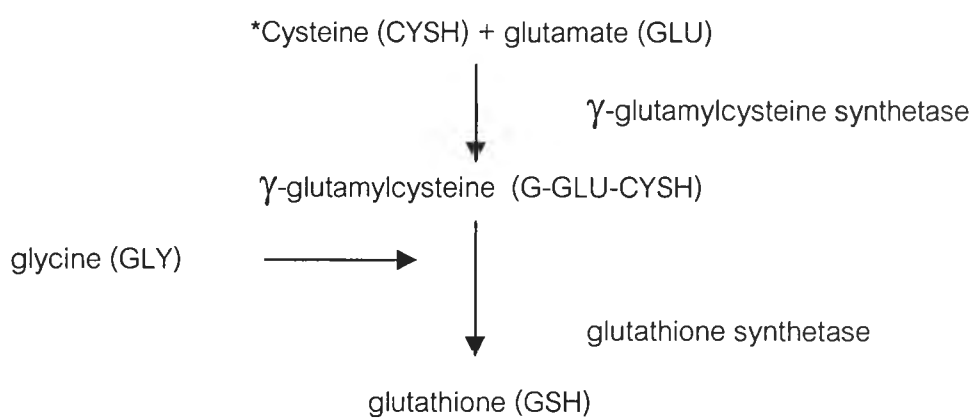 *Cysteine (CYSH) + glutamate (GLU)
γ-glutamylcysteine synthetase
γ-glutamylcysteine (G-GLU-CYSH)
glycine (GLY)
glutathione synthetase
glutathione (GSH)